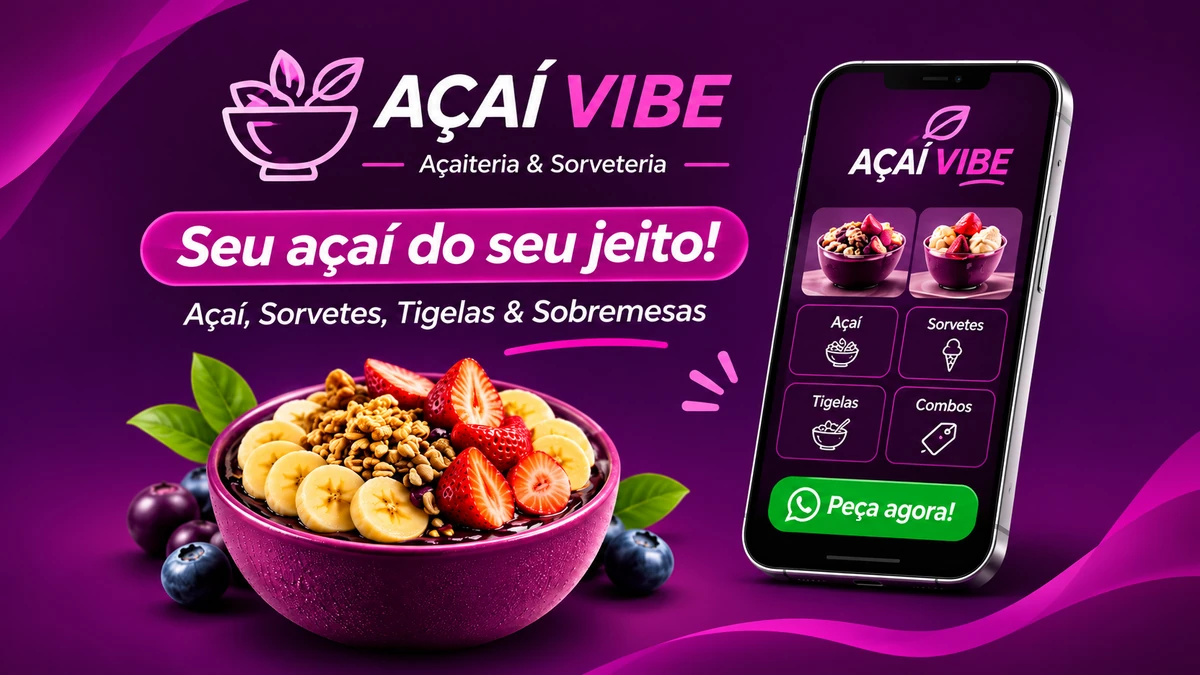 AÇAÍ VIBE
Açaiteria & Sorveteria
Seu açaí do seu jeito!
Açaí, Sorvetes, Tigelas & Sobremesas
AÇAÍ VIBE
Açaí
Sorvetes
Tigelas
Combos
Peça agora!